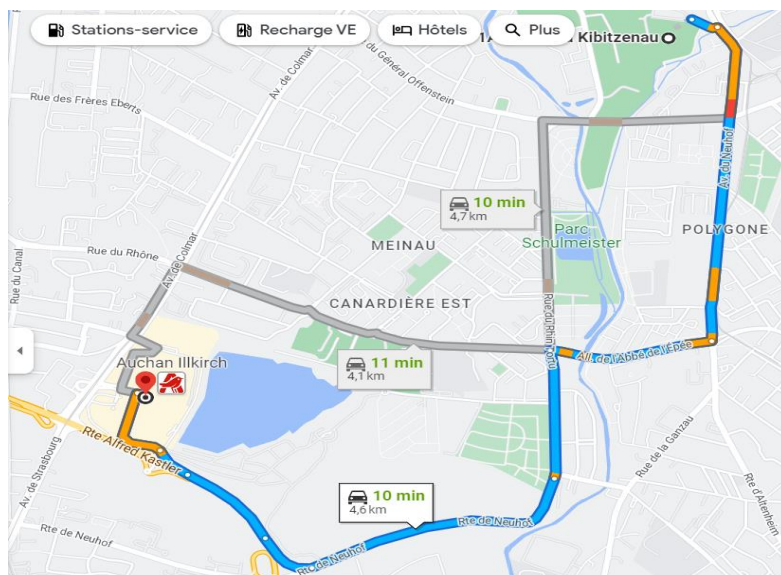 Stations-service
Recharge VE
Hôtels
Plus
Kibitzenau
Rue des Frères Eberts
Av. de Colmar
du Général Offenstein
Av. du Neuhof
10 min
4,7 km
Parc
Schulmeister
POLYGONE
MEINAU
Rue du Rhône
Av. de Colmar
Rue du Canal
CANARDIÈRE EST
Rue du Rhin Tortu
All. de l'Abbé de l'Épée
11 min
4,1 km
Auchan Illkirch
Rte Alfred Kastler
Av. de Strasbourg
Rue de la Ganzau
Rte d'Altenheim
10 min
4,6 km
Rte de Neuhof
Rte de Neuhof
Rte de Neuhof